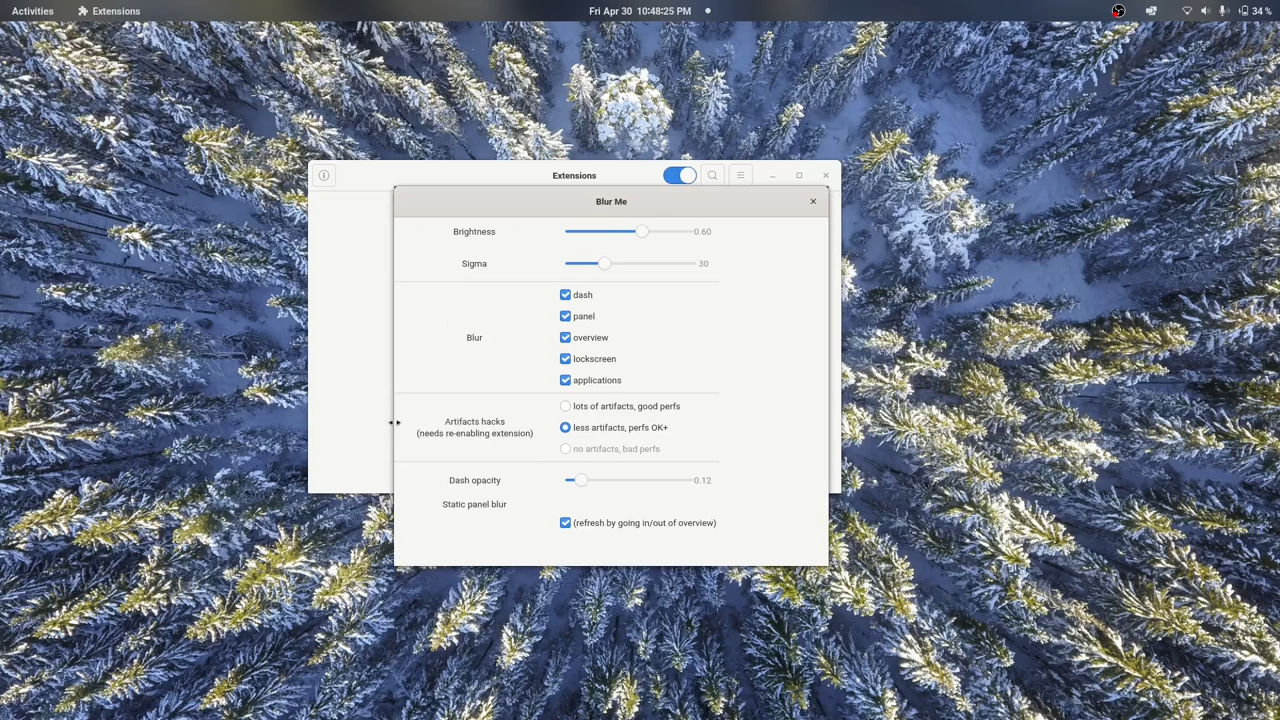 Activities Extensions Fri Apr 30 10:48:25 PM 34 %
Extensions
Blur Me
Brightness 0.60
Sigma 30
dash
panel
Blur overview
lockscreen
applications
lots of artifacts, good perfs
Artifacts hacks
(needs re-enabling extension)
less artifacts, perfs OK+
no artifacts, bad perfs
Dash opacity 0.12
Static panel blur
(refresh by going in/out of overview)